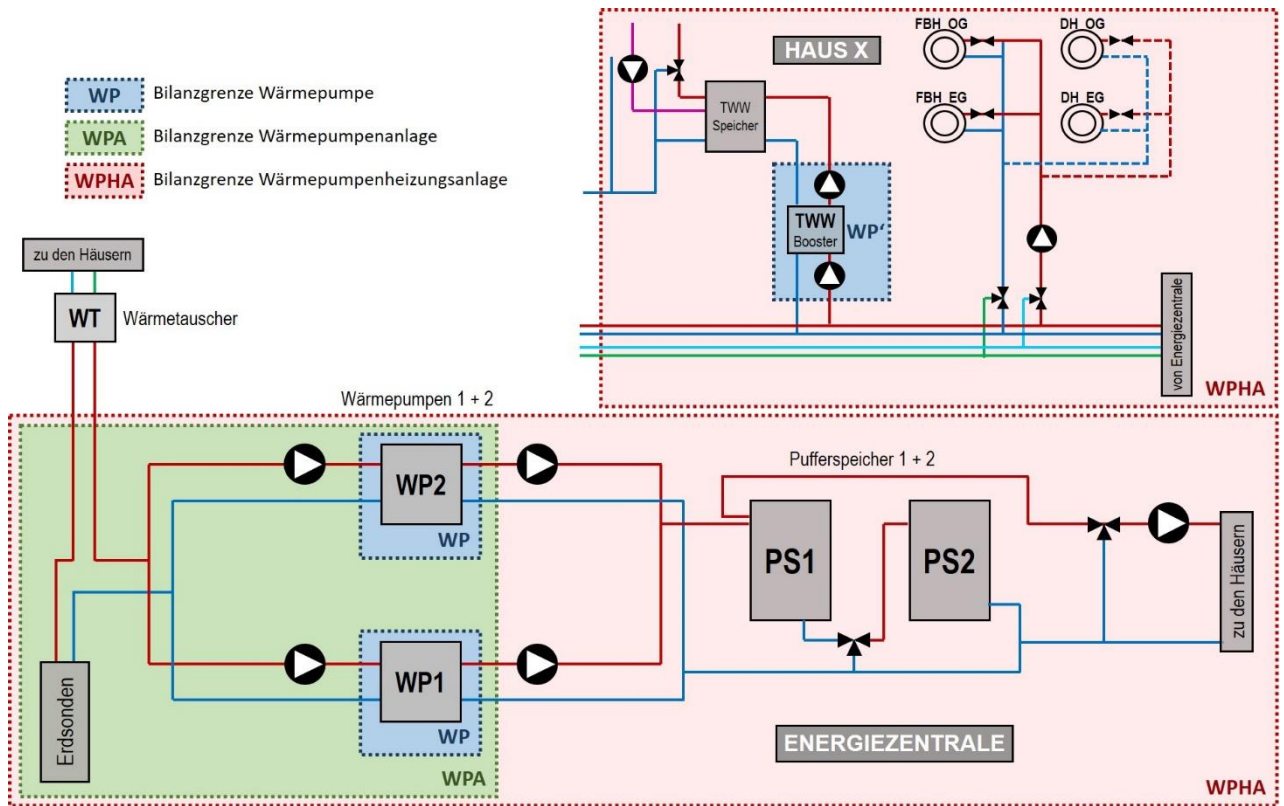 WP Bilanzgrenze Wärmepumpe
WPA Bilanzgrenze Wärmepumpenanlage
WPHA Bilanzgrenze Wärmepumpenheizungsanlage
HAUS X
FBH_OG
DH_OG
FBH_EG
DH_EG
TWW
Speicher
TWW
Booster
WP‘
von Energiezentrale
WPHA
zu den Häusern
WT
Wärmetauscher
Wärmepumpen 1 + 2
WP2
WP
WP1
WP
Erdsonden
WPA
Pufferspeicher 1 + 2
PS1
PS2
zu den Häusern
ENERGIEZENTRALE
WPHA